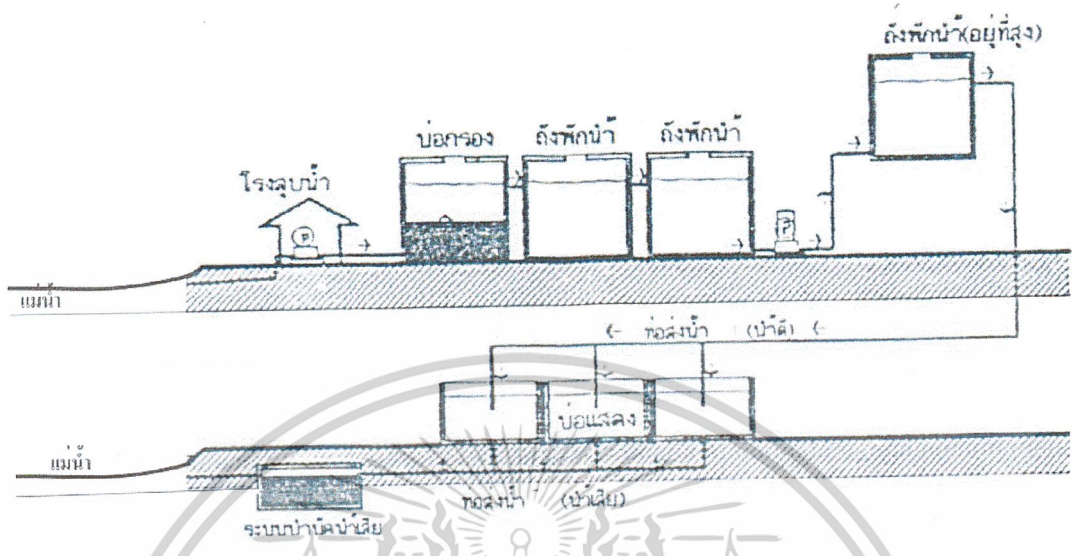 ถังพักน้ำ(อยู่ที่สูง)
บ่อกรอง
ถังพักน้ำ
ถังพักน้ำ
โรงสูบน้ำ
P
P
แม่น้ำ
ท่อส่งน้ำ (น้ำดี)
บ่อแสดง
แม่น้ำ
ท่อส่งน้ำ (น้ำเสีย)
ระบบบำบัดน้ำเสีย